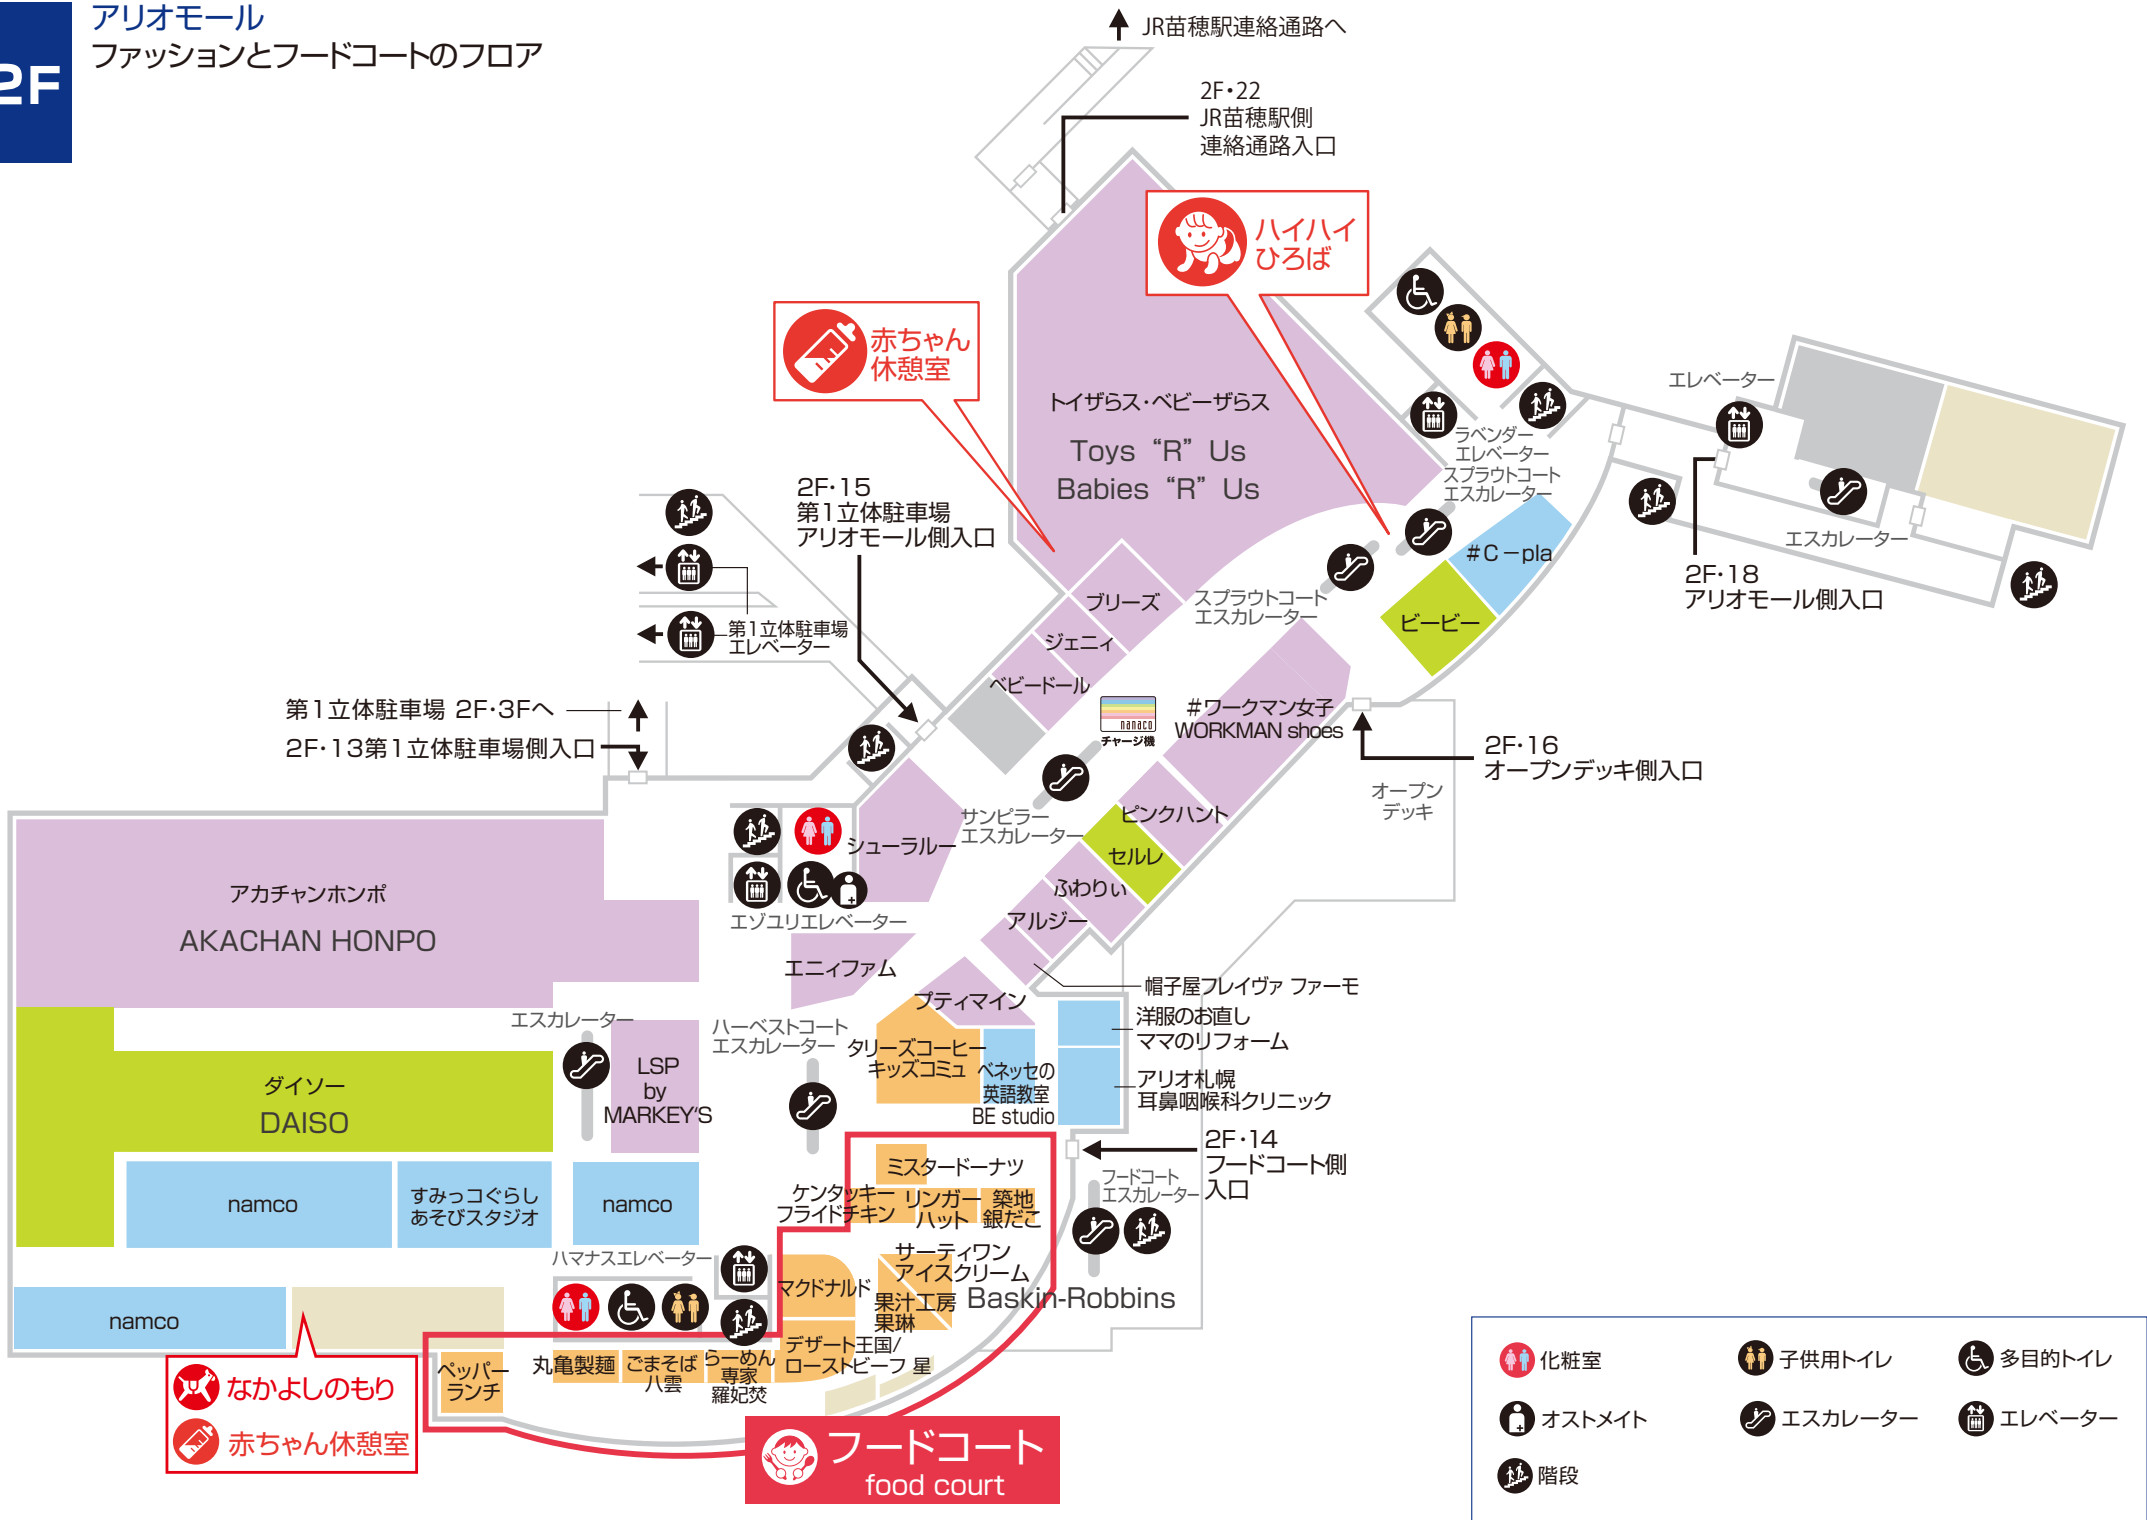 2F
アリオモール
ファッションとフードコートのフロア
JR苗穂駅連絡通路へ
2F・22
JR苗穂駅側
連絡通路入口
ハイハイ
ひろば
赤ちゃん
休憩室
トイザらス・ベビーザらス
Toys “R” Us
Babies “R” Us
エレベーター
ラベンダー
エレベーター
スプラウトコート
エスカレーター
エスカレーター
#C－pla
2F・18
アリオモール側入口
2F・15
第1立体駐車場
アリオモール側入口
ブリーズ
スプラウトコート
エスカレーター
ビービー
第1立体駐車場
エレベーター
ジェニィ
ベビードール
nanaco
チャージ機
#ワークマン女子
WORKMAN shoes
第1立体駐車場 2F・3Fへ
2F・13第1立体駐車場側入口
2F・16
オープンデッキ側入口
オープン
デッキ
サンピラー
エスカレーター
ピンクハント
シューラルー
セルレ
ふわりぃ
アルジー
アカチャンホンポ
AKACHAN HONPO
エゾユリエレベーター
エニィファム
帽子屋フレイヴァ ファーモ
プティマイン
洋服のお直し
ママのリフォーム
エスカレーター
ハーベストコート
エスカレーター
タリーズコーヒー
キッズコミュ
ベネッセの
英語教室
BE studio
アリオ札幌
耳鼻咽喉科クリニック
LSP
by
MARKEY'S
ダイソー
DAISO
2F・14
フードコート側
入口
ミスタードーナツ
フードコート
エスカレーター
ケンタッキー
フライドチキン
リンガー
ハット
築地
銀だこ
namco
すみっコぐらし
あそびスタジオ
namco
ハマナスエレベーター
サーティワン
アイスクリーム
Baskin-Robbins
マクドナルド
果汁工房
果琳
namco
デザート王国/
ローストビーフ 星
ペッパー
ランチ
丸亀製麺
ごまそば
八雲
らーめん
専家
羅妃焚
なかよしのもり
赤ちゃん休憩室
フードコート
food court
化粧室
子供用トイレ
多目的トイレ
オストメイト
エスカレーター
エレベーター
階段